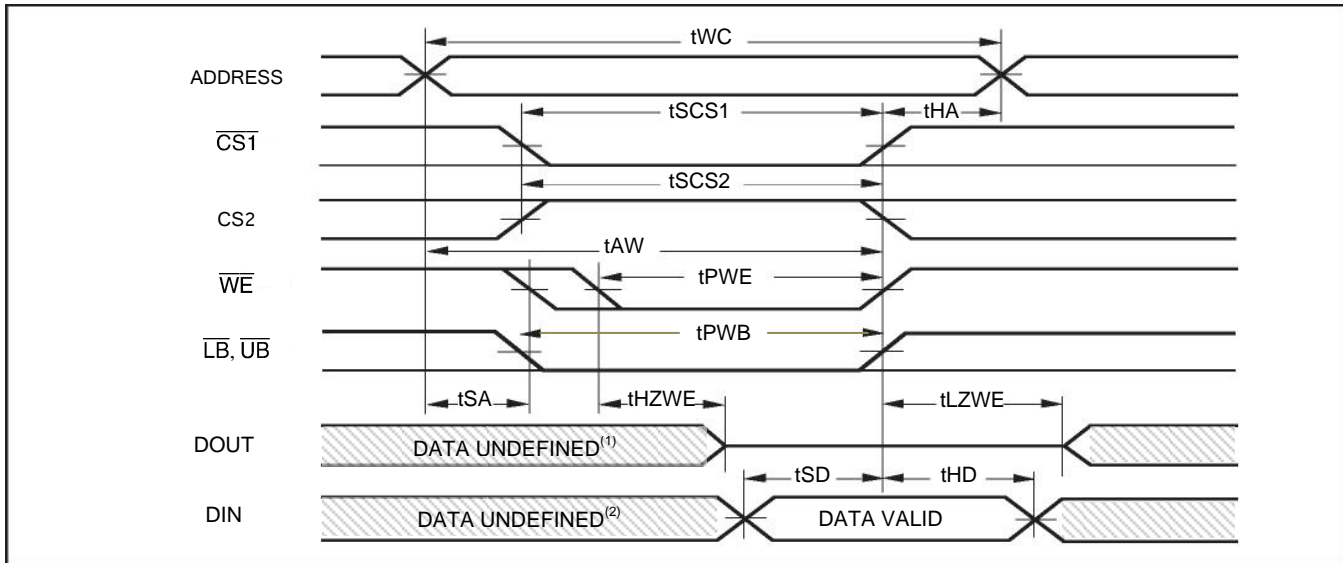 tWC
ADDRESS
tSCS1
tHA
CS1
tSCS2
CS2
tAW
WE
tPWE
LB, UB
tPWB
tSA
tHZWE
tLZWE
DOUT
DATA UNDEFINED(1)
tSD
tHD
DIN
DATA UNDEFINED(2)
DATA VALID